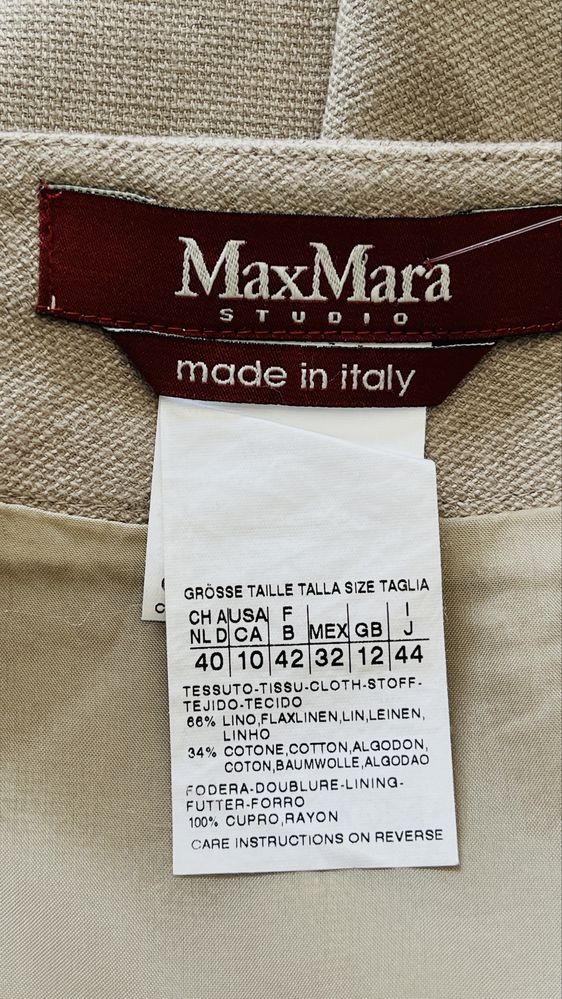 MaxMara
STUDIO
made in italy
GRÖSSE TAILLE TALLA SIZE TAGLIA
CH A USA F I
NL D CA B MEX GB J
40 10 42 32 12 44
TESSUTO-TISSU-CLOTH-STOFF-
TEJIDO-TECIDO
66% LINO,FLAXLINEN,LIN,LEINEN,
LINHO
34% COTONE,COTTON,ALGODON,
COTON,BAUMWOLLE,ALGODAO
FODERA-DOUBLURE-LINING-
FUTTER-FORRO
100% CUPRO,RAYON
CARE INSTRUCTIONS ON REVERSE